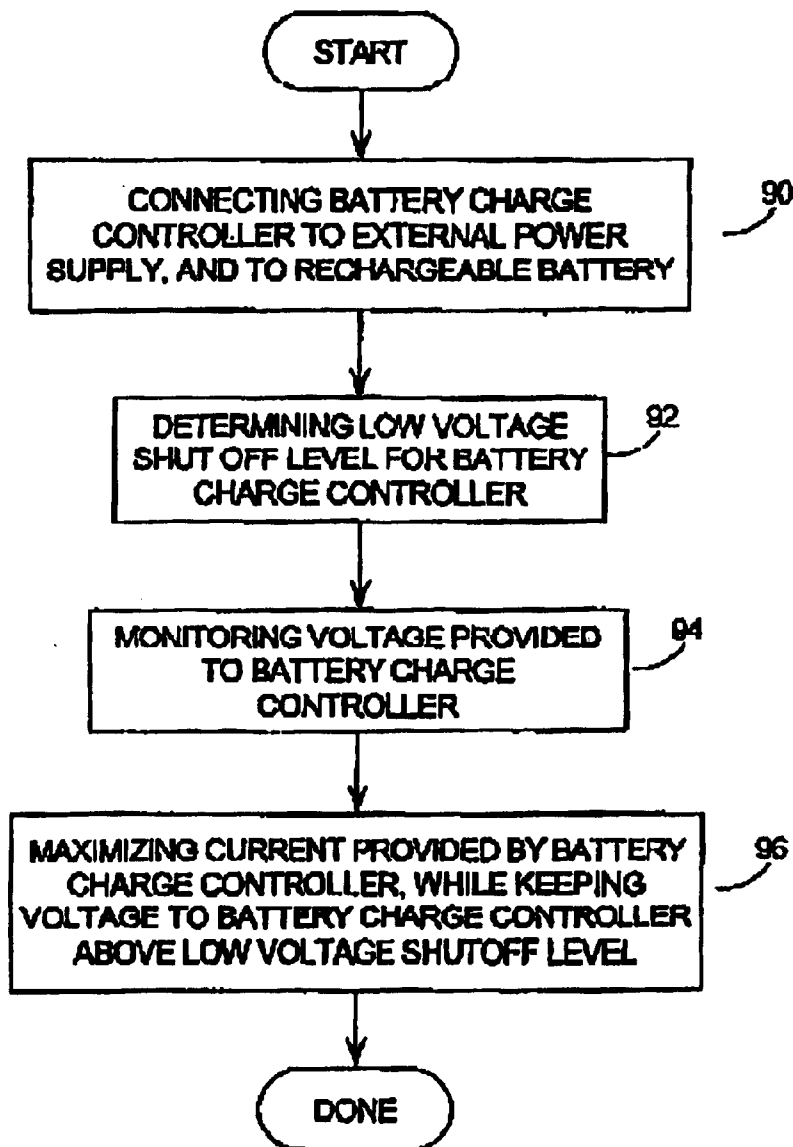 START
CONNECTING BATTERY CHARGE
CONTROLLER TO EXTERNAL POWER
SUPPLY, AND TO RECHARGEABLE BATTERY
90
DETERMINING LOW VOLTAGE
SHUT OFF LEVEL FOR BATTERY
CHARGE CONTROLLER
92
MONITORING VOLTAGE PROVIDED
TO BATTERY CHARGE
CONTROLLER
94
MAXIMIZING CURRENT PROVIDED BY BATTERY
CHARGE CONTROLLER, WHILE KEEPING
VOLTAGE TO BATTERY CHARGE CONTROLLER
ABOVE LOW VOLTAGE SHUTOFF LEVEL
96
DONE